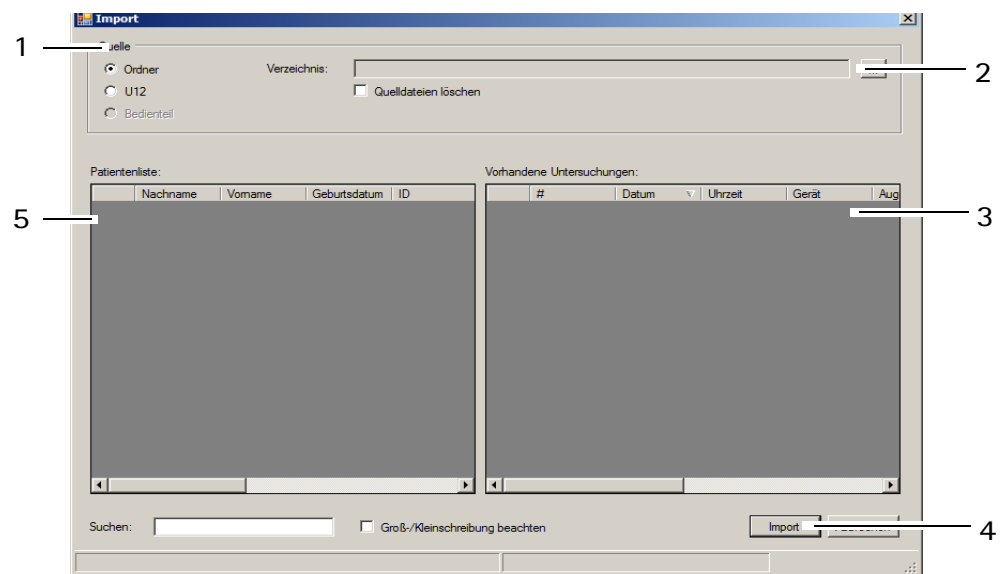 Import
1
Quelle
Ordner
Verzeichnis:
...
2
U12
Quelldateien löschen
Bedienteil
Patientenliste:
Vorhandene Untersuchungen:
Nachname Vorname Geburtsdatum ID
# Datum Uhrzeit Gerät Aug
5
3
Suchen:
Groß-/Kleinschreibung beachten
Import
4